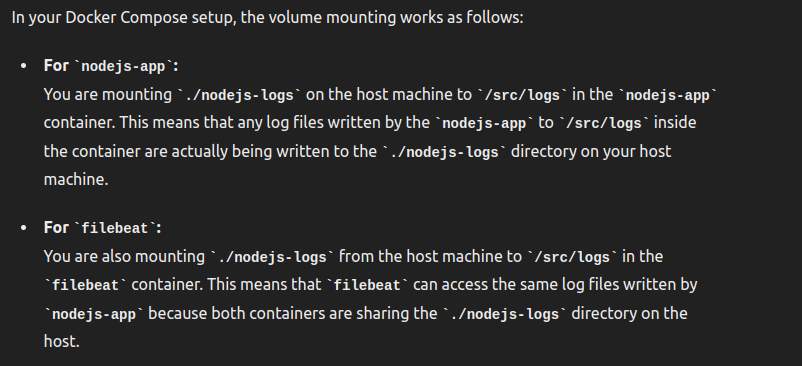 In your Docker Compose setup, the volume mounting works as follows:
• For `nodejs-app`:
You are mounting `./nodejs-logs` on the host machine to `/src/logs` in the `nodejs-app`
container. This means that any log files written by the `nodejs-app` to `/src/logs` inside
the container are actually being written to the `./nodejs-logs` directory on your host
machine.
• For `filebeat`:
You are also mounting `./nodejs-logs` from the host machine to `/src/logs` in the
`filebeat` container. This means that `filebeat` can access the same log files written by
`nodejs-app` because both containers are sharing the `./nodejs-logs` directory on the
host.